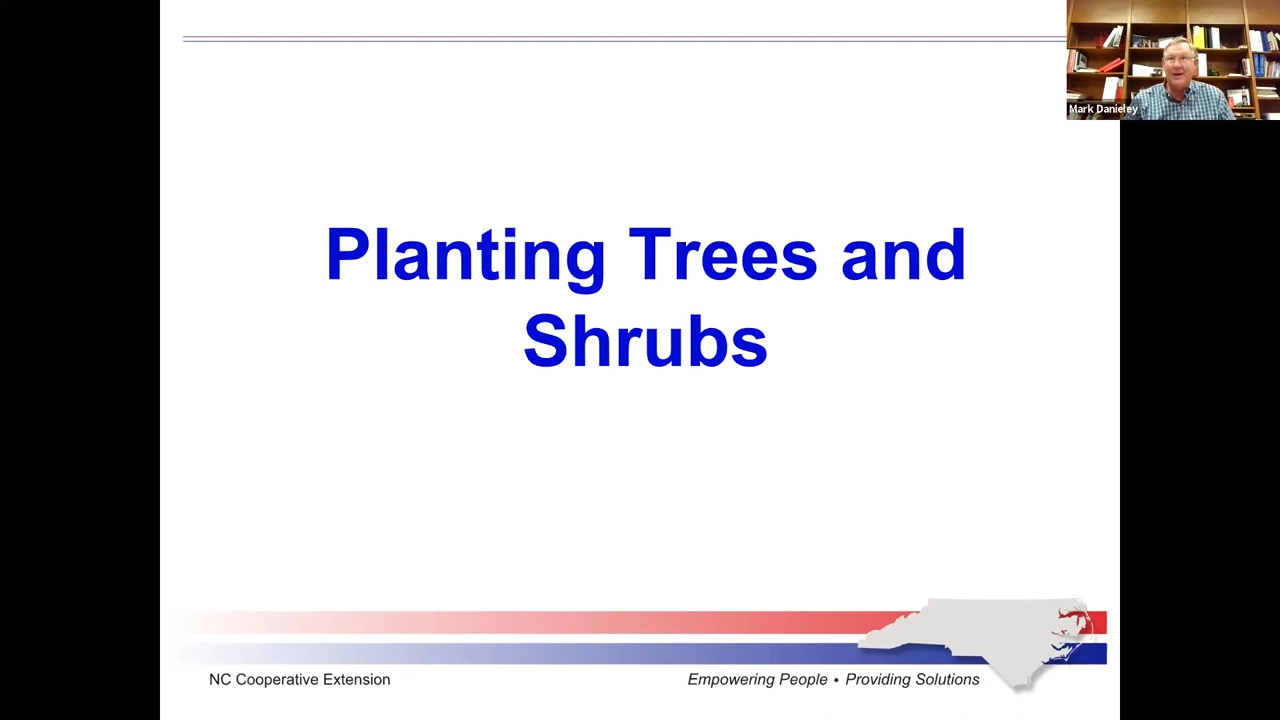 Mark Danieley
Planting Trees and
Shrubs
NC Cooperative Extension
Empowering People • Providing Solutions